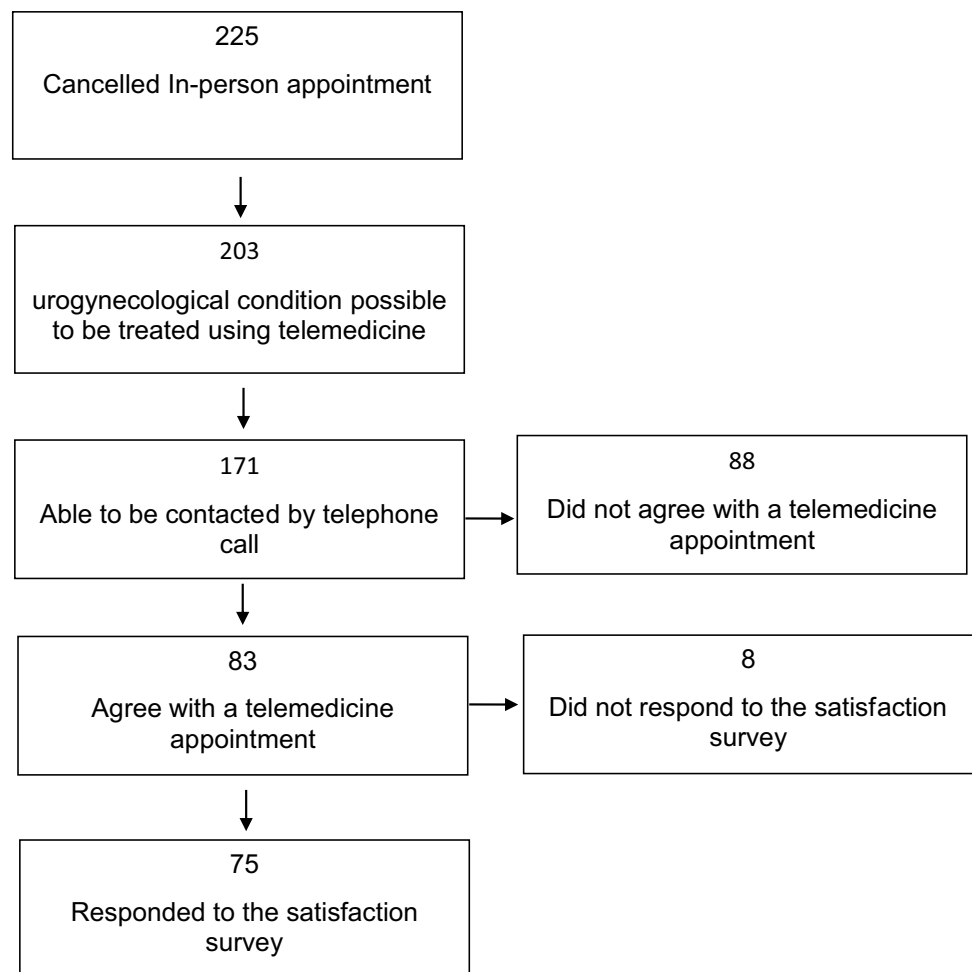 225
Cancelled In-person appointment
203
urogynecological condition possible
to be treated using telemedicine
171
Able to be contacted by telephone
call
88
Did not agree with a telemedicine
appointment
83
Agree with a telemedicine
appointment
8
Did not respond to the satisfaction
survey
75
Responded to the satisfaction
survey